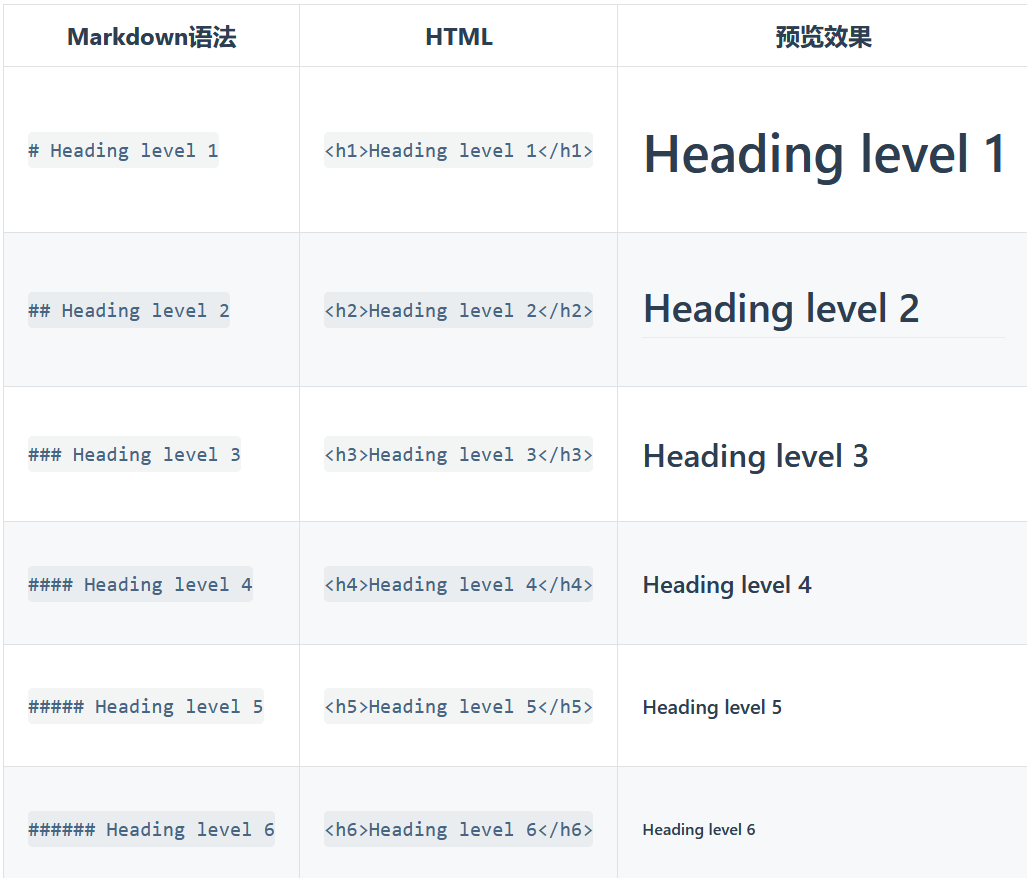 Markdown语法 HTML 预览效果
# Heading level 1 <h1>Heading level 1</h1> Heading level 1
## Heading level 2 <h2>Heading level 2</h2> Heading level 2
### Heading level 3 <h3>Heading level 3</h3> Heading level 3
#### Heading level 4 <h4>Heading level 4</h4> Heading level 4
##### Heading level 5 <h5>Heading level 5</h5> Heading level 5
###### Heading level 6 <h6>Heading level 6</h6> Heading level 6